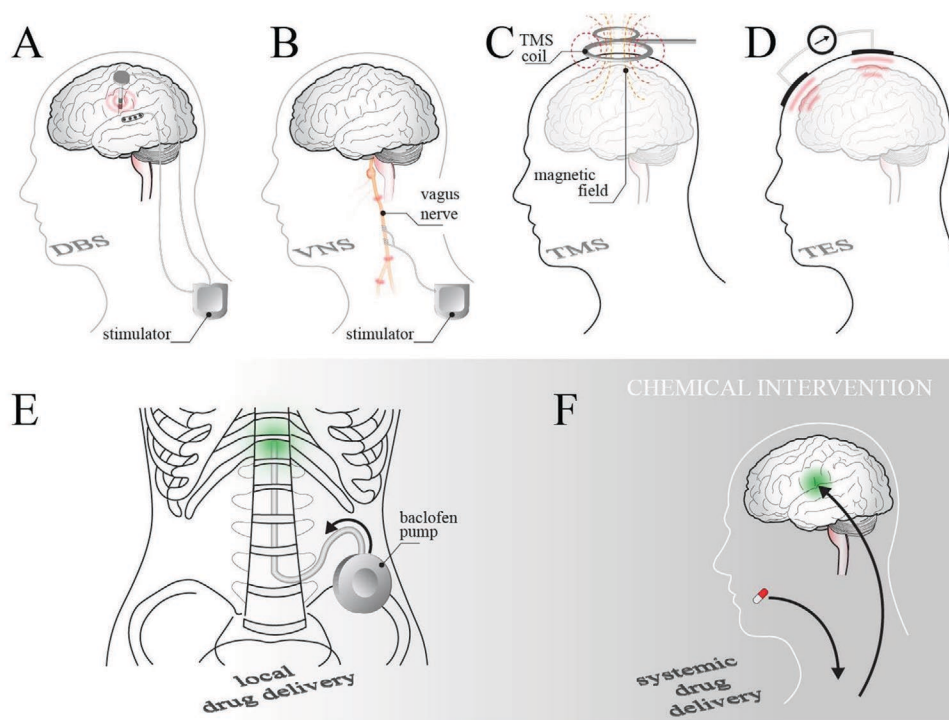 A
B
C
D
TMS
coil
vagus
nerve
magnetic
field
DBS
VNS
TMS
TES
stimulator
stimulator
CHEMICAL INTERVENTION
E
F
baclofen
pump
local
drug delivery
systemic
drug
delivery